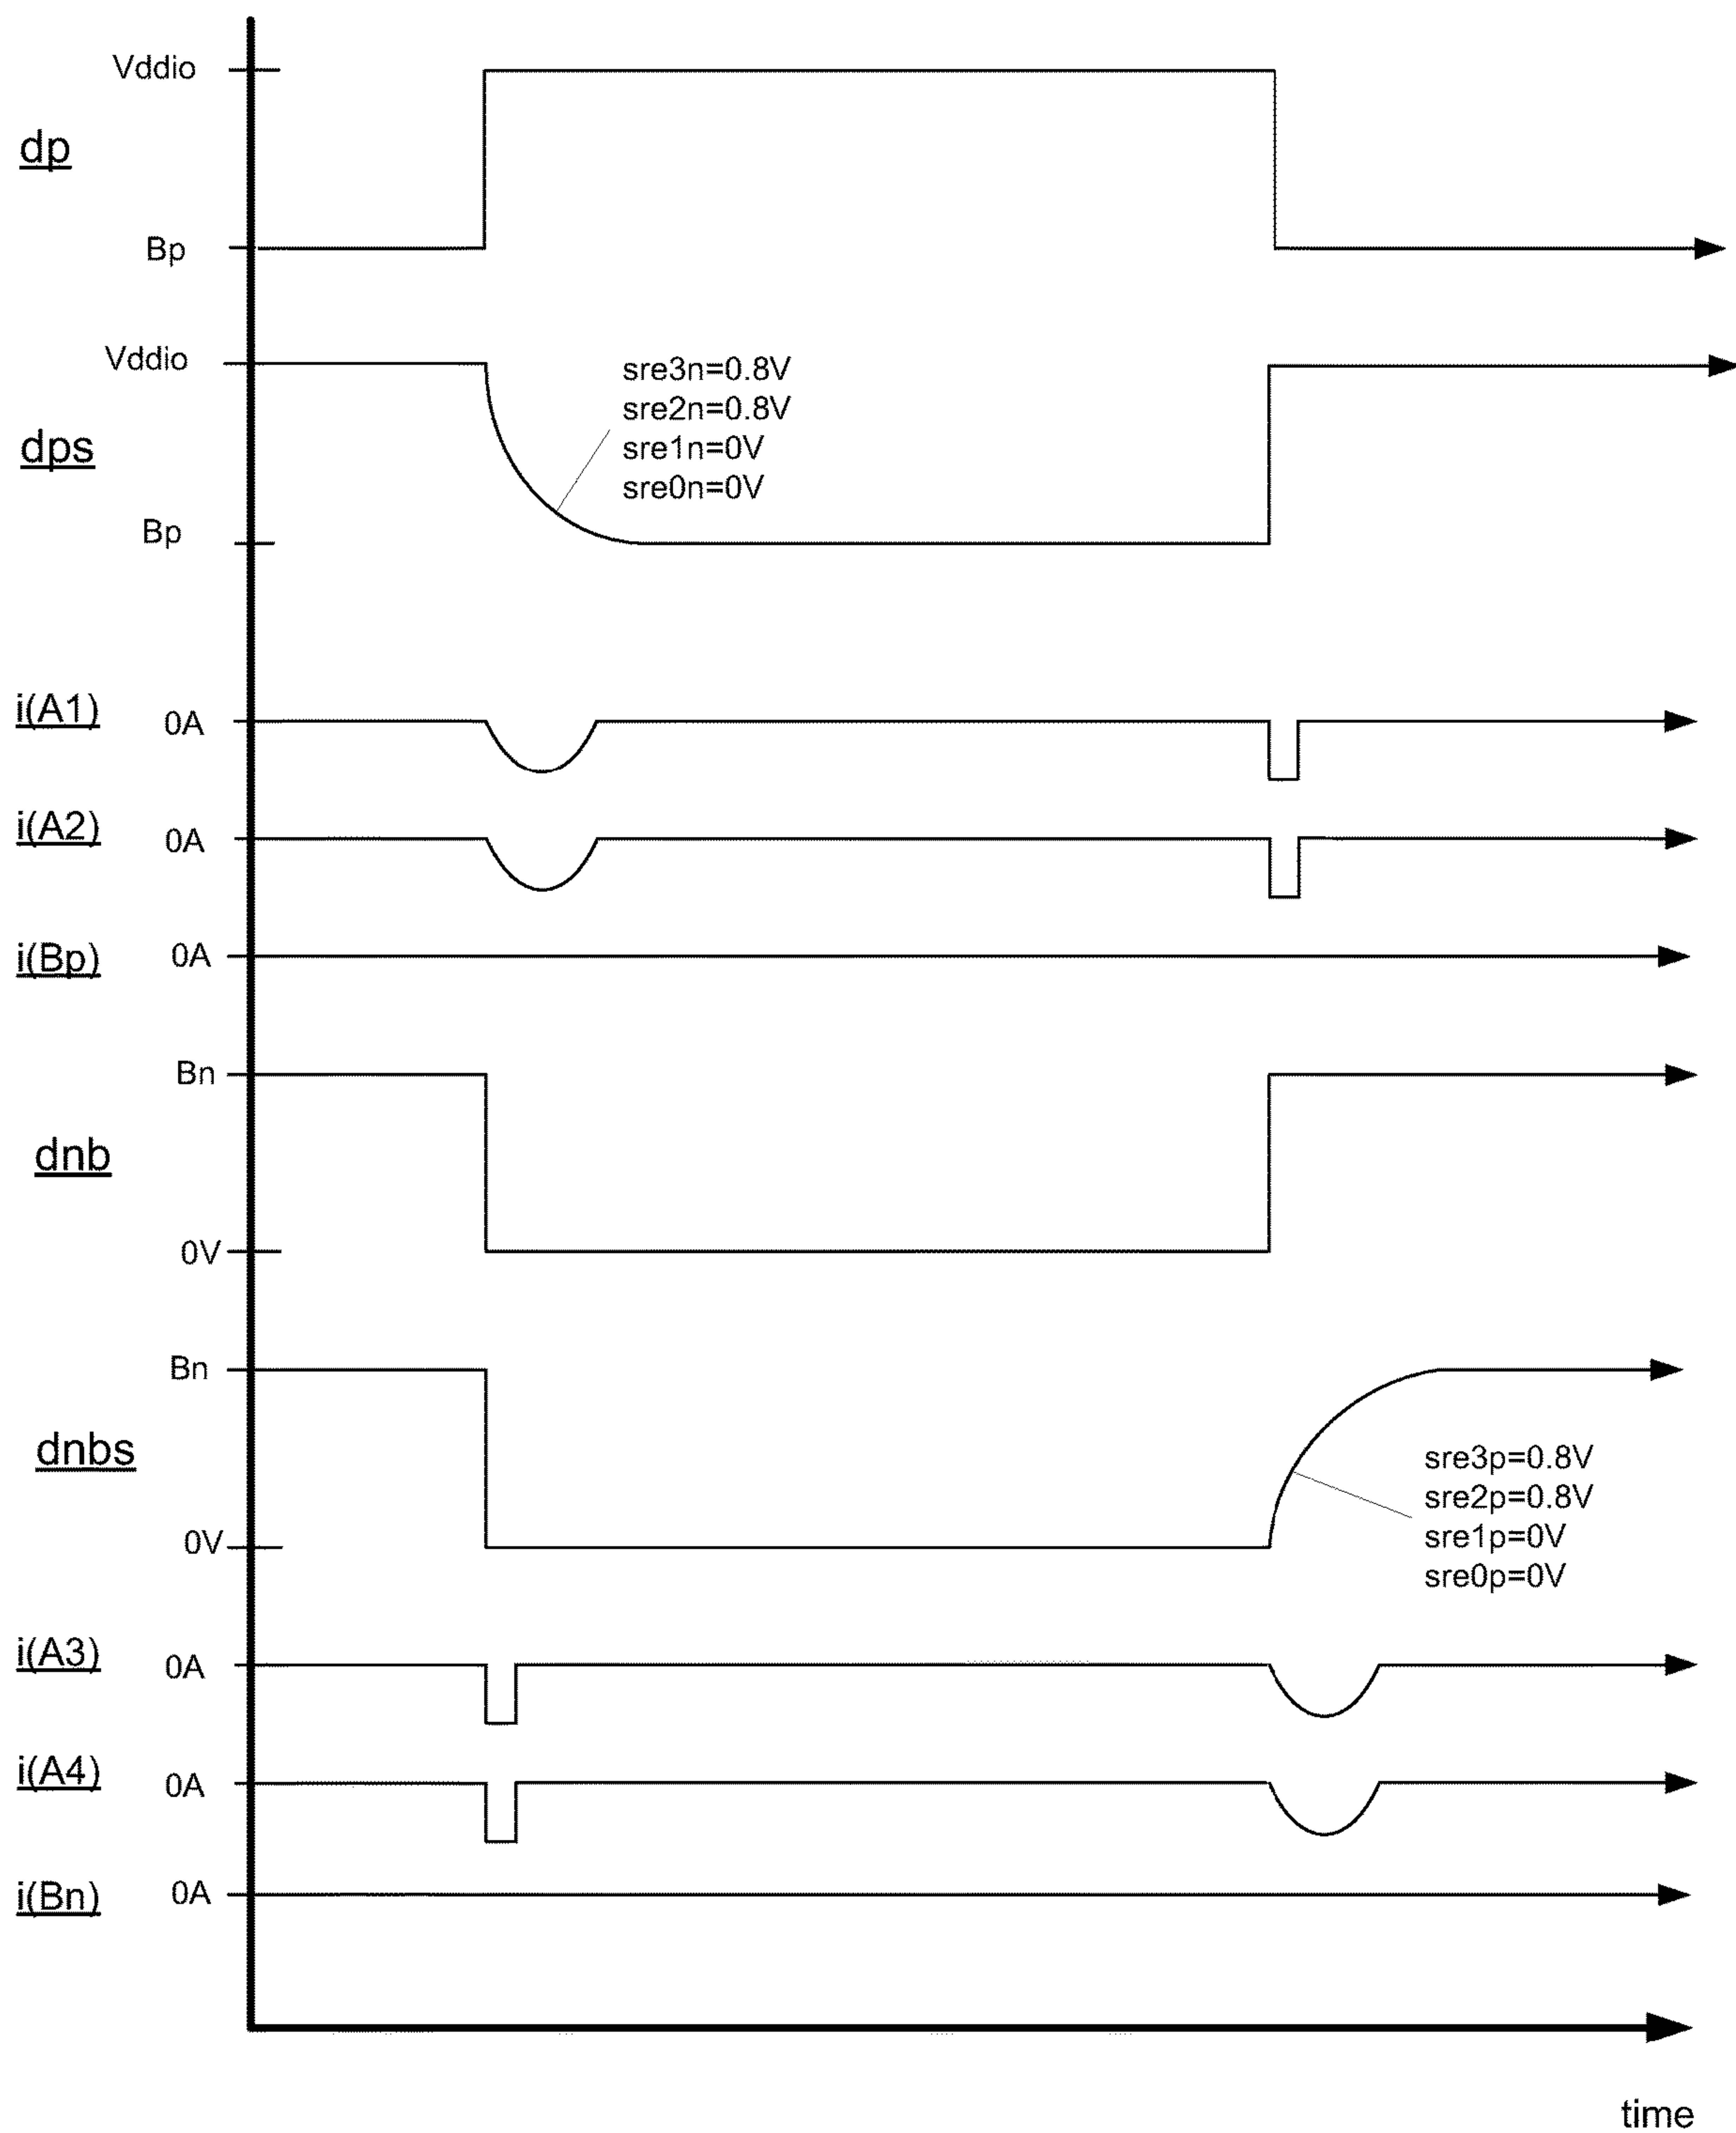 Vddio
dp
Bp
Vddio
sre3n=0.8V
sre2n=0.8V
dps
sre1n=0V
sre0n=0V
Bp
i(A1) 0A
i(A2) 0A
i(Bp) 0A
Bn
dnb
0V
Bn
dnbs
sre3p=0.8V
sre2p=0.8V
0V
sre1p=0V
sre0p=0V
i(A3) 0A
i(A4) 0A
i(Bn) 0A
time